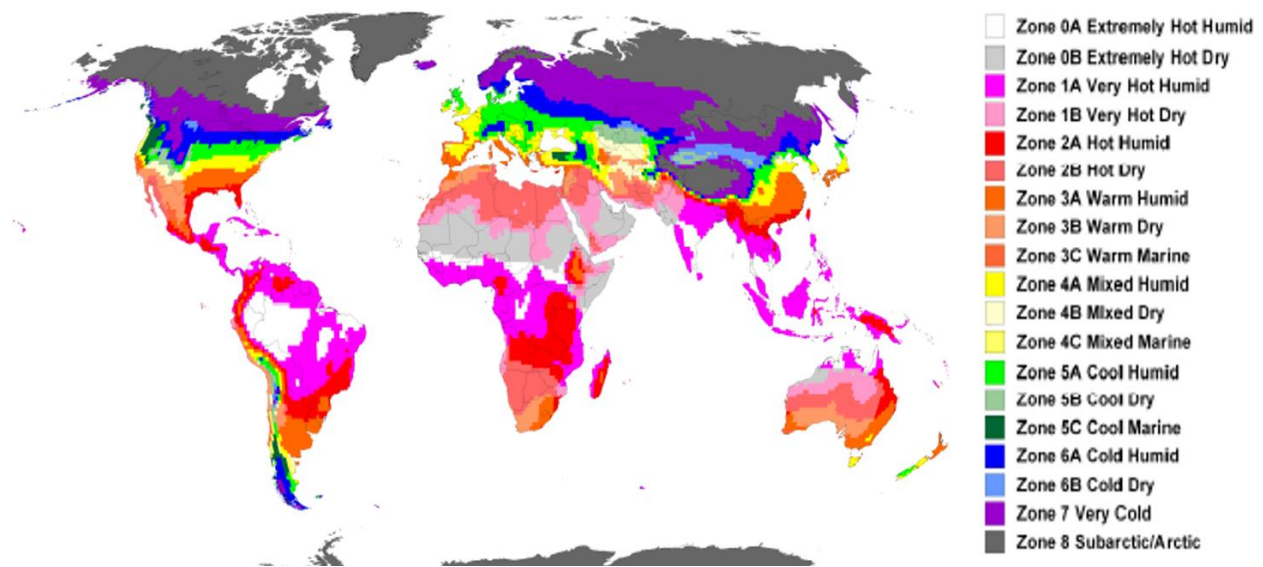 Zone 0A Extremely Hot Humid
Zone 0B Extremely Hot Dry
Zone 1A Very Hot Humid
Zone 1B Very Hot Dry
Zone 2A Hot Humid
Zone 2B Hot Dry
Zone 3A Warm Humid
Zone 3B Warm Dry
Zone 3C Warm Marine
Zone 4A Mixed Humid
Zone 4B Mixed Dry
Zone 4C Mixed Marine
Zone 5A Cool Humid
Zone 5B Cool Dry
Zone 5C Cool Marine
Zone 6A Cold Humid
Zone 6B Cold Dry
Zone 7 Very Cold
Zone 8 Subarctic/Arctic